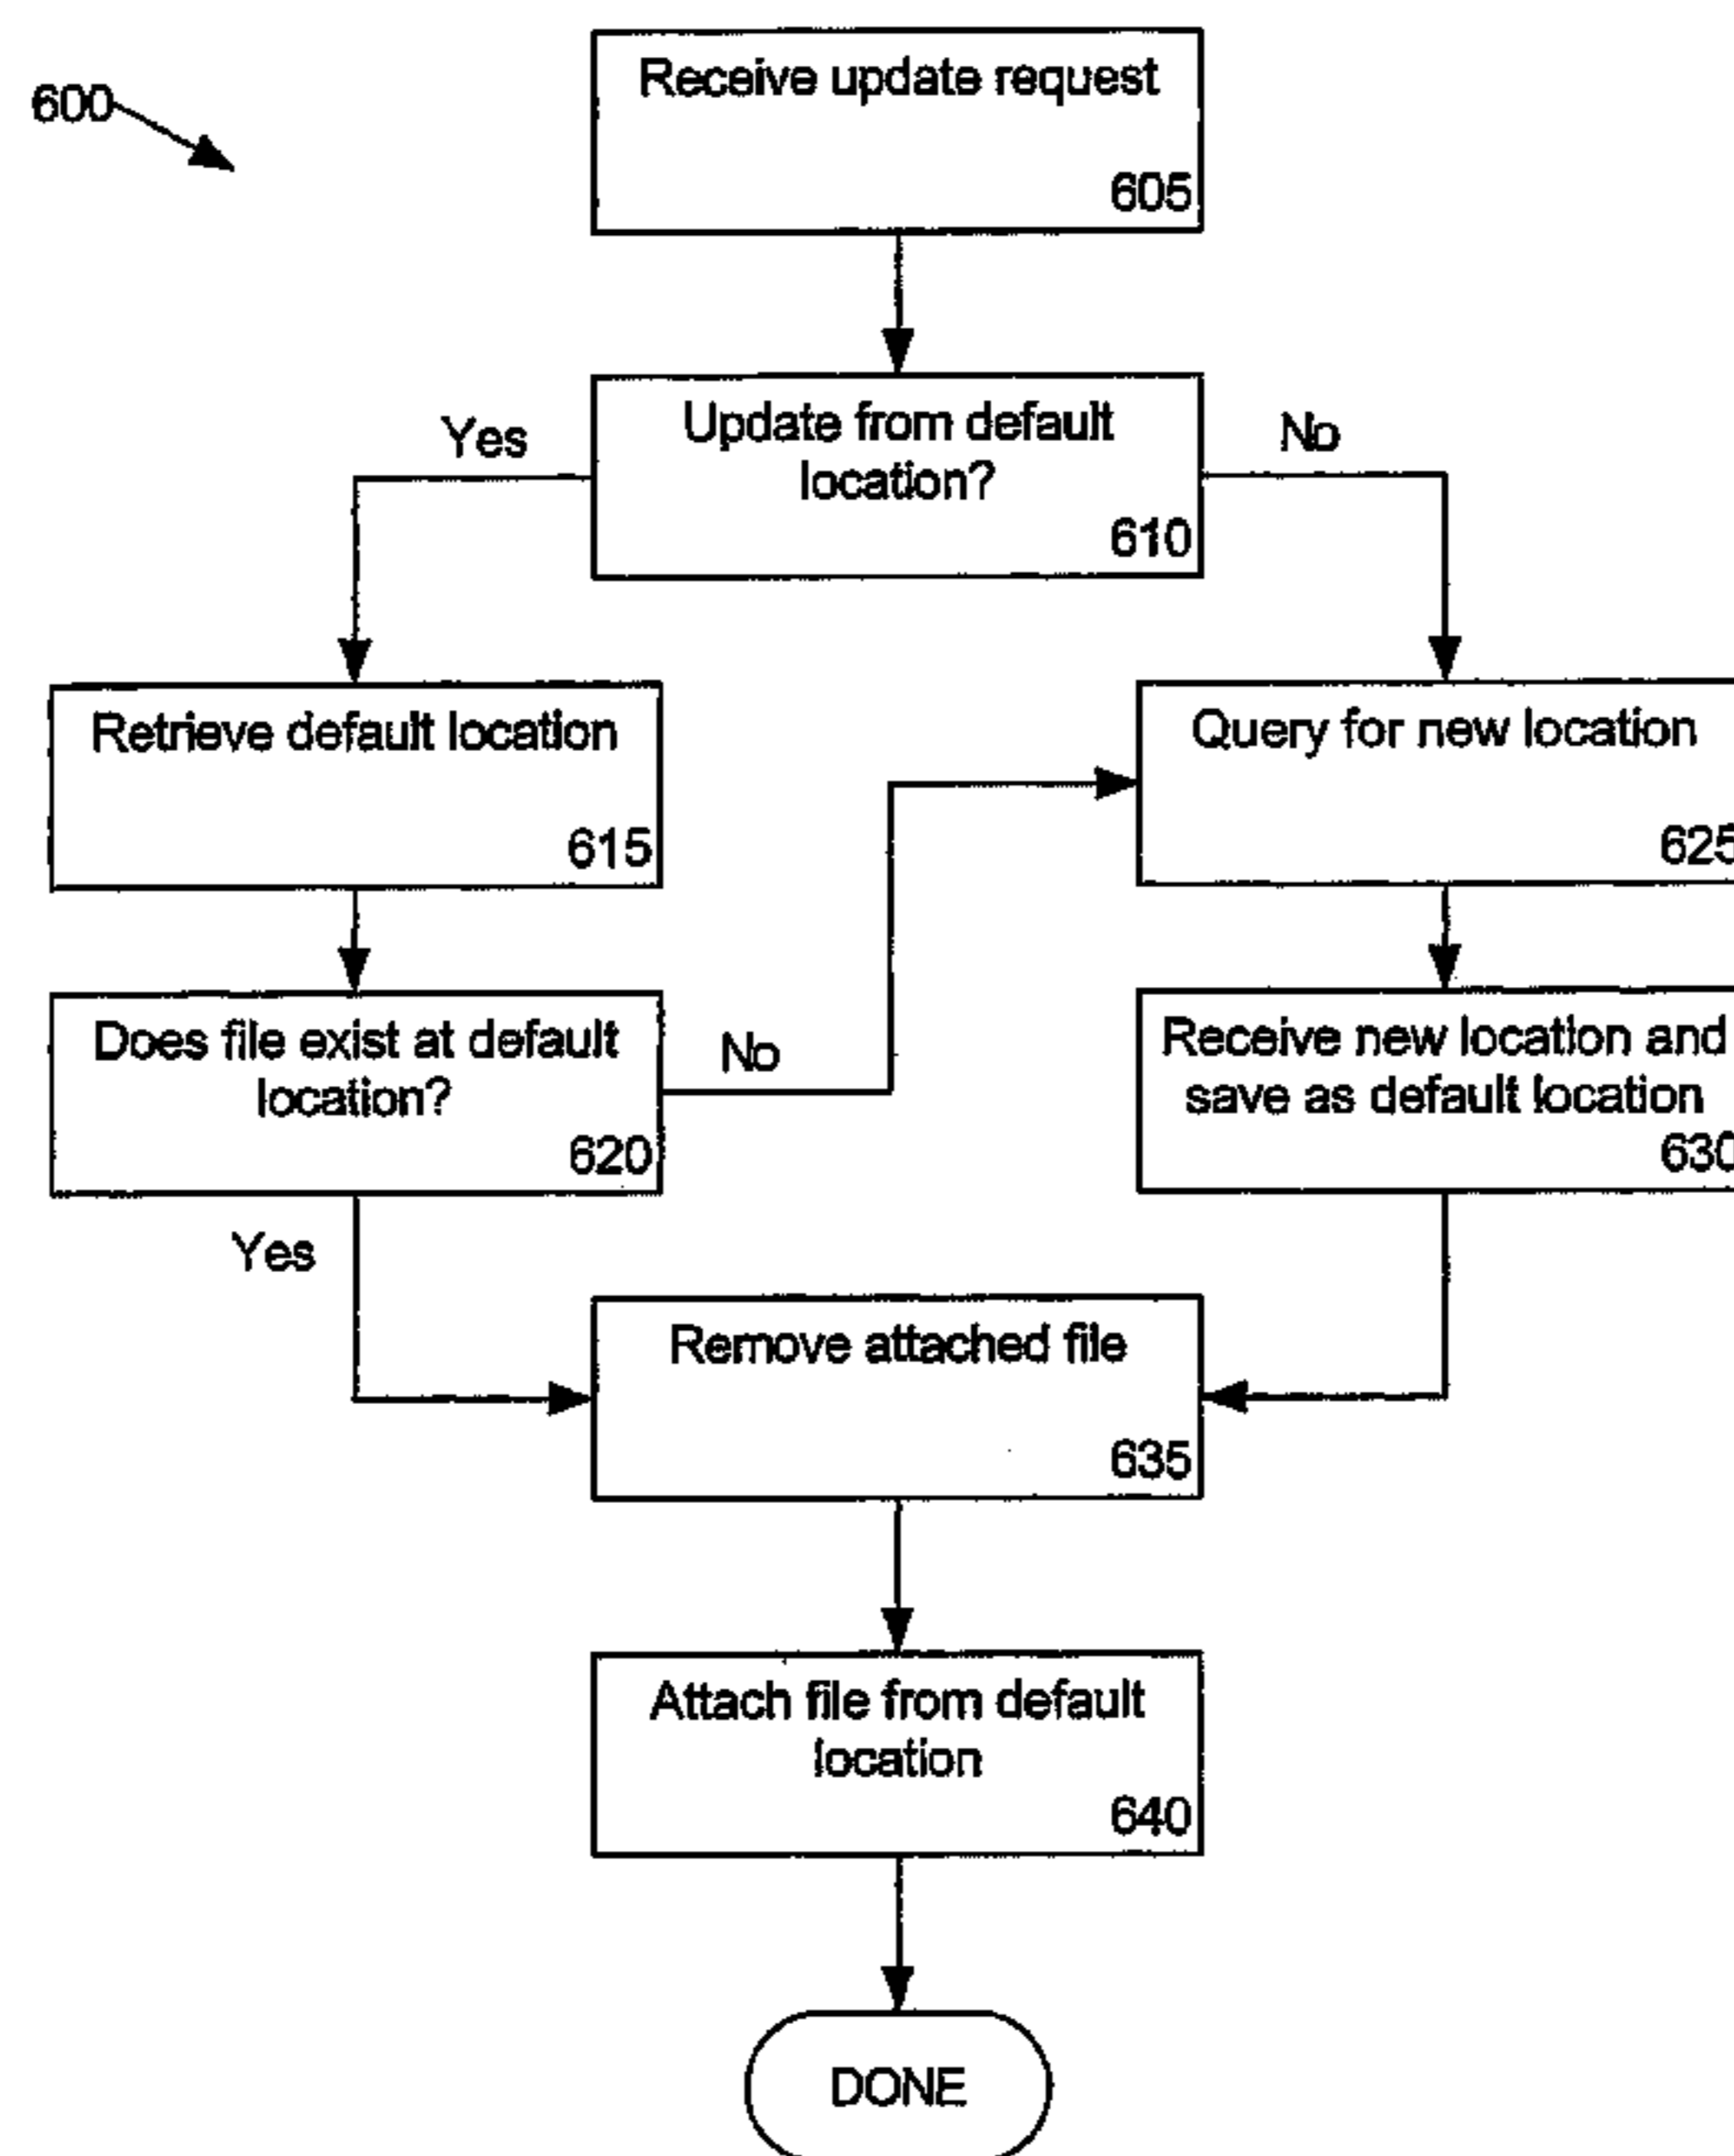 600
Receive update request
605
Yes
Update from default
location?
610
No
Retrieve default location
615
Query for new location
625
Does file exist at default
location?
620
No
Receive new location and
save as default location
630
Yes
Remove attached file
635
Attach file from default
location
640
DONE